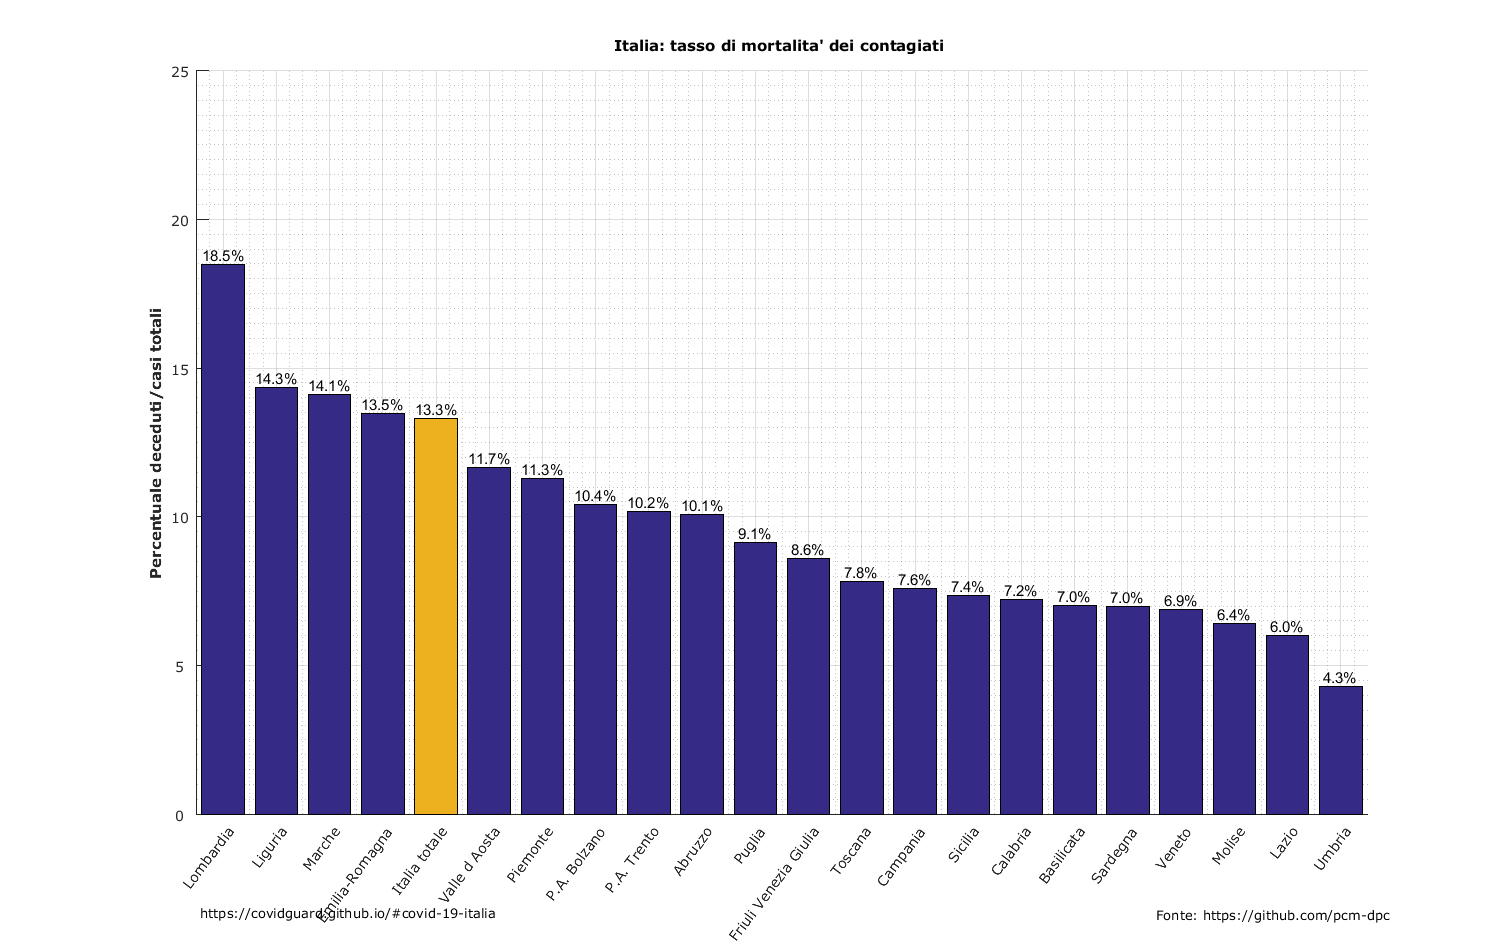 Italia: tasso di mortalita' dei contagiati
Percentuale deceduti/casi totali
25
20
15
10
5
0
18.5%
14.3%
14.1%
13.5%
13.3%
11.7%
11.3%
10.4%
10.2%
10.1%
9.1%
8.6%
7.8%
7.6%
7.4%
7.2%
7.0%
7.0%
6.9%
6.4%
6.0%
4.3%
Lombardia
Liguria
Marche
Emilia-Romagna
Italia totale
Valle d Aosta
Piemonte
P.A. Bolzano
P.A. Trento
Abruzzo
Puglia
Friuli Venezia Giulia
Toscana
Campania
Sicilia
Calabria
Basilicata
Sardegna
Veneto
Molise
Lazio
Umbria
https://covidguard.github.io/#covid-19-italia
Fonte: https://github.com/pcm-dpc